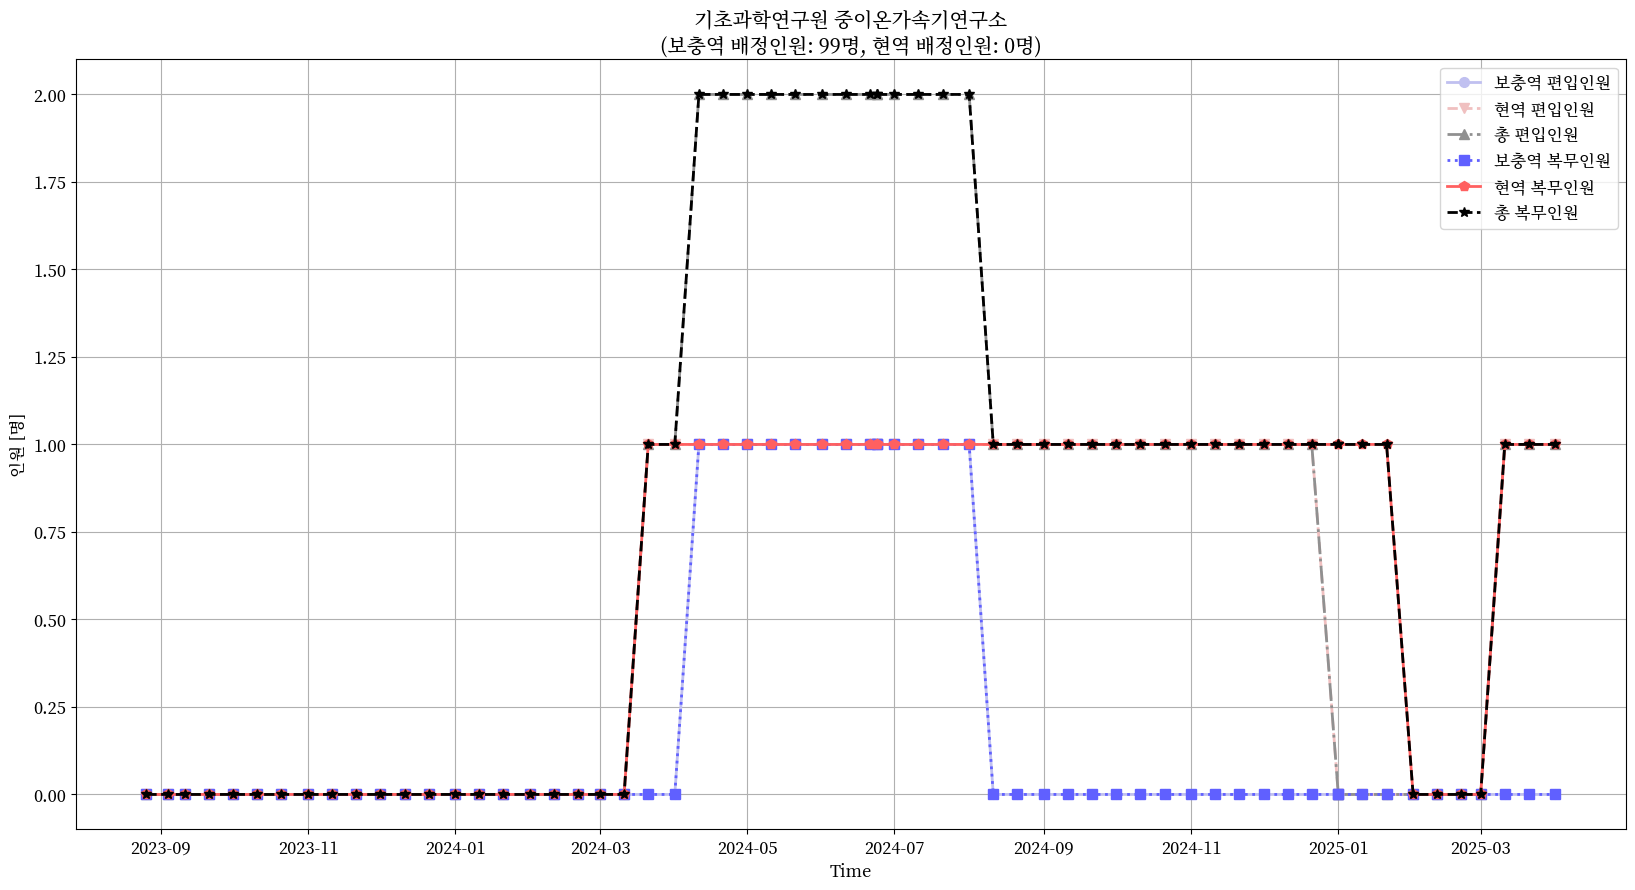 기초과학연구원 중이온가속기연구소
(보충역 배정인원: 99명, 현역 배정인원: 0명)
보충역 편입인원
현역 편입인원
총 편입인원
보충역 복무인원
현역 복무인원
총 복무인원
인원 [명]
2.00
1.75
1.50
1.25
1.00
0.75
0.50
0.25
0.00
2023-09
2023-11
2024-01
2024-03
2024-05
2024-07
2024-09
2024-11
2025-01
2025-03
Time